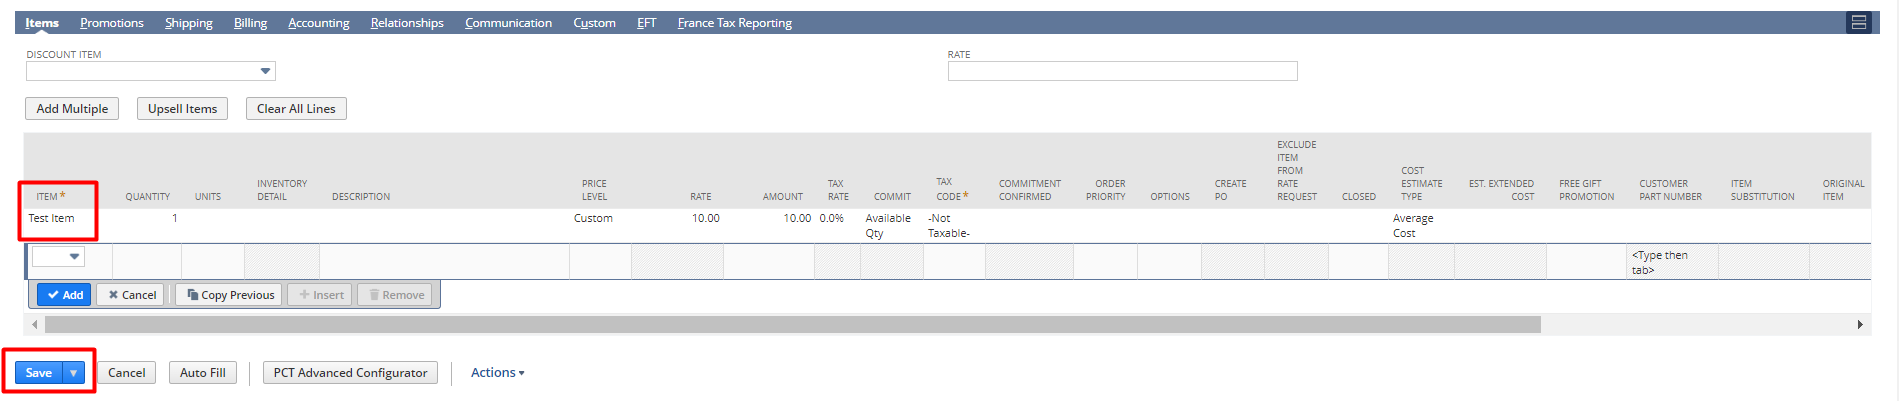 Items Promotions Shipping Billing Accounting Relationships Communication Custom EFT France Tax Reporting
DISCOUNT ITEM RATE
Add Multiple Upsell Items Clear All Lines
ITEM * QUANTITY UNITS INVENTORY DETAIL DESCRIPTION PRICE LEVEL RATE AMOUNT TAX RATE COMMIT TAX CODE * COMMITMENT CONFIRMED ORDER PRIORITY OPTIONS CREATE PO EXCLUDE ITEM FROM RATE REQUEST CLOSED COST ESTIMATE TYPE EST. EXTENDED COST FREE GIFT PROMOTION CUSTOMER PART NUMBER ITEM SUBSTITUTION ORIGINAL ITEM
Test Item 1 Custom 10.00 10.00 0.0% Available Qty -Not Taxable- Average Cost
<Type then tab>
Add Cancel Copy Previous Insert Remove
Save Cancel Auto Fill PCT Advanced Configurator Actions